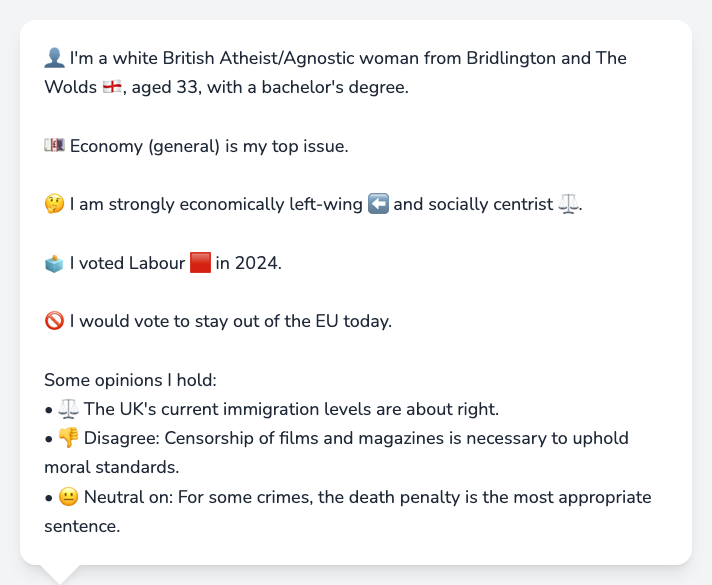 👤 I'm a white British Atheist/Agnostic woman from Bridlington and The
Wolds 🏴󠁧󠁢󠁥󠁮󠁧󠁿, aged 33, with a bachelor's degree.
💷 Economy (general) is my top issue.
🤔 I am strongly economically left-wing ⬅️ and socially centrist ⚖️.
🗳️ I voted Labour 🟥 in 2024.
🚫 I would vote to stay out of the EU today.
Some opinions I hold:
• ⚖️ The UK's current immigration levels are about right.
• 👎 Disagree: Censorship of films and magazines is necessary to uphold
moral standards.
• 😐 Neutral on: For some crimes, the death penalty is the most appropriate
sentence.